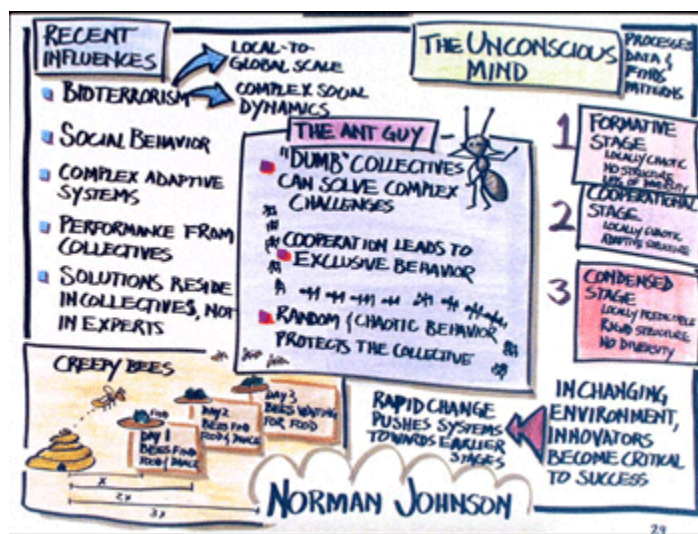 RECENT
INFLUENCES
BIOTERRORISM
LOCAL-TO-
GLOBAL SCALE
COMPLEX SOCIAL
DYNAMICS
SOCIAL BEHAVIOR
COMPLEX ADAPTIVE
SYSTEMS
PERFORMANCE FROM
COLLECTIVES
SOLUTIONS RESIDE
IN COLLECTIVES, NOT
IN EXPERTS
THE UNCONSCIOUS
MIND
PROCESSES
DATA &
FINDS
PATTERNS
THE ANT GUY
"DUMB" COLLECTIVES
CAN SOLVE COMPLEX
CHALLENGES
COOPERATION LEADS TO
EXCLUSIVE BEHAVIOR
RANDOM & CHAOTIC BEHAVIOR
PROTECTS THE COLLECTIVE
1
FORMATIVE
STAGE
LOCALLY CHAOTIC
NO STRUCTURE
LOTS OF DIVERSITY
2
COOPERATIONAL
STAGE
LOCALLY CHAOTIC
ADAPTIVE STRUCTURE
3
CONDENSED
STAGE
LOCALLY PREDICTABLE
RIGID STRUCTURE
NO DIVERSITY
CREEPY BEES
FOOD
DAY 1
BEES FIND
FOOD & DANCE
DAY 2
BEES FIND
FOOD & DANCE
DAY 3
BEES WAITING
FOR FOOD
X
2X
3X
RAPID CHANGE
PUSHES SYSTEMS
TOWARDS EARLIER
STAGES
IN CHANGING
ENVIRONMENT,
INNOVATORS
BECOME CRITICAL
TO SUCCESS
NORMAN JOHNSON
29